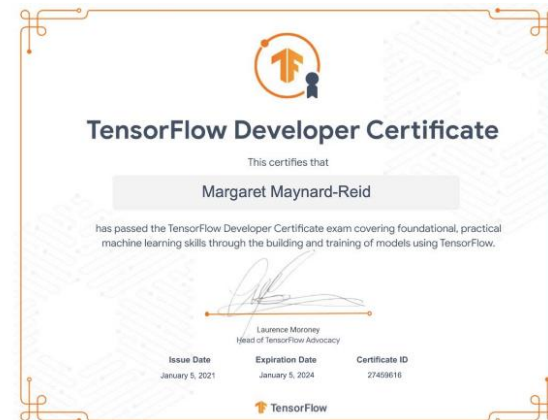 TensorFlow Developer Certificate
This certifies that
Margaret Maynard-Reid
has passed the TensorFlow Developer Certificate exam covering foundational, practical
machine learning skills through the building and training of models using TensorFlow.
Laurence Moroney
Head of TensorFlow Advocacy
Issue Date Expiration Date Certificate ID
January 5, 2021 January 5, 2024 27459616
TensorFlow